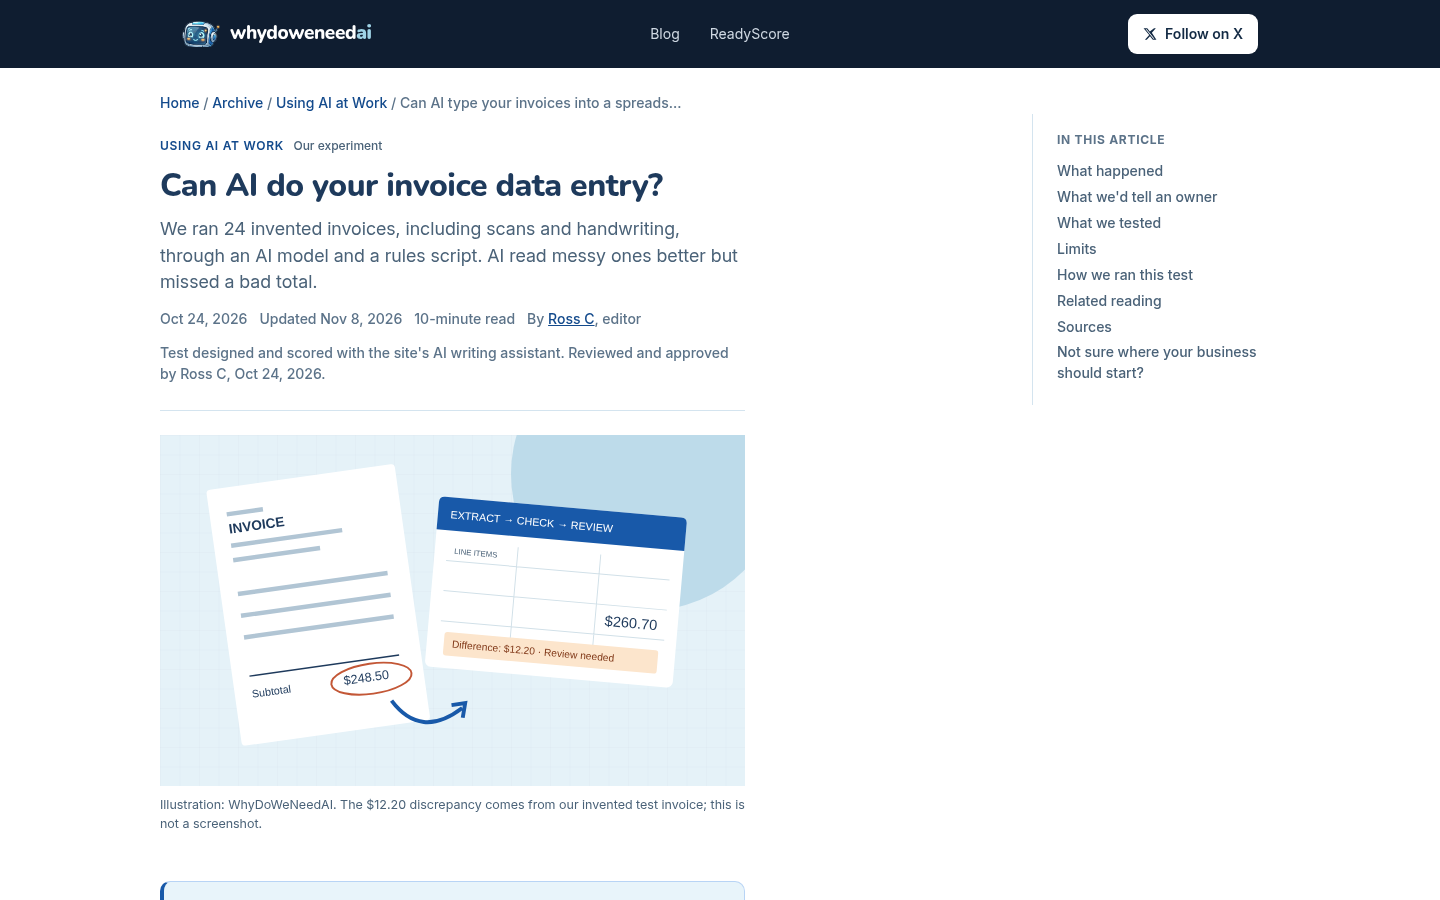 whydoweneedai
Blog
ReadyScore
Follow on X
Home / Archive / Using AI at Work / Can AI type your invoices into a spreads...
USING AI AT WORK Our experiment
Can AI do your invoice data entry?
We ran 24 invented invoices, including scans and handwriting,
through an AI model and a rules script. AI read messy ones better but
missed a bad total.
Oct 24, 2026 Updated Nov 8, 2026 10-minute read By Ross C, editor
Test designed and scored with the site's AI writing assistant. Reviewed and approved
by Ross C, Oct 24, 2026.
INVOICE
Subtotal
$248.50
EXTRACT → CHECK → REVIEW
LINE ITEMS
$260.70
Difference: $12.20 · Review needed
Illustration: WhyDoWeNeedAI. The $12.20 discrepancy comes from our invented test invoice; this is
not a screenshot.
IN THIS ARTICLE
What happened
What we'd tell an owner
What we tested
Limits
How we ran this test
Related reading
Sources
Not sure where your business
should start?